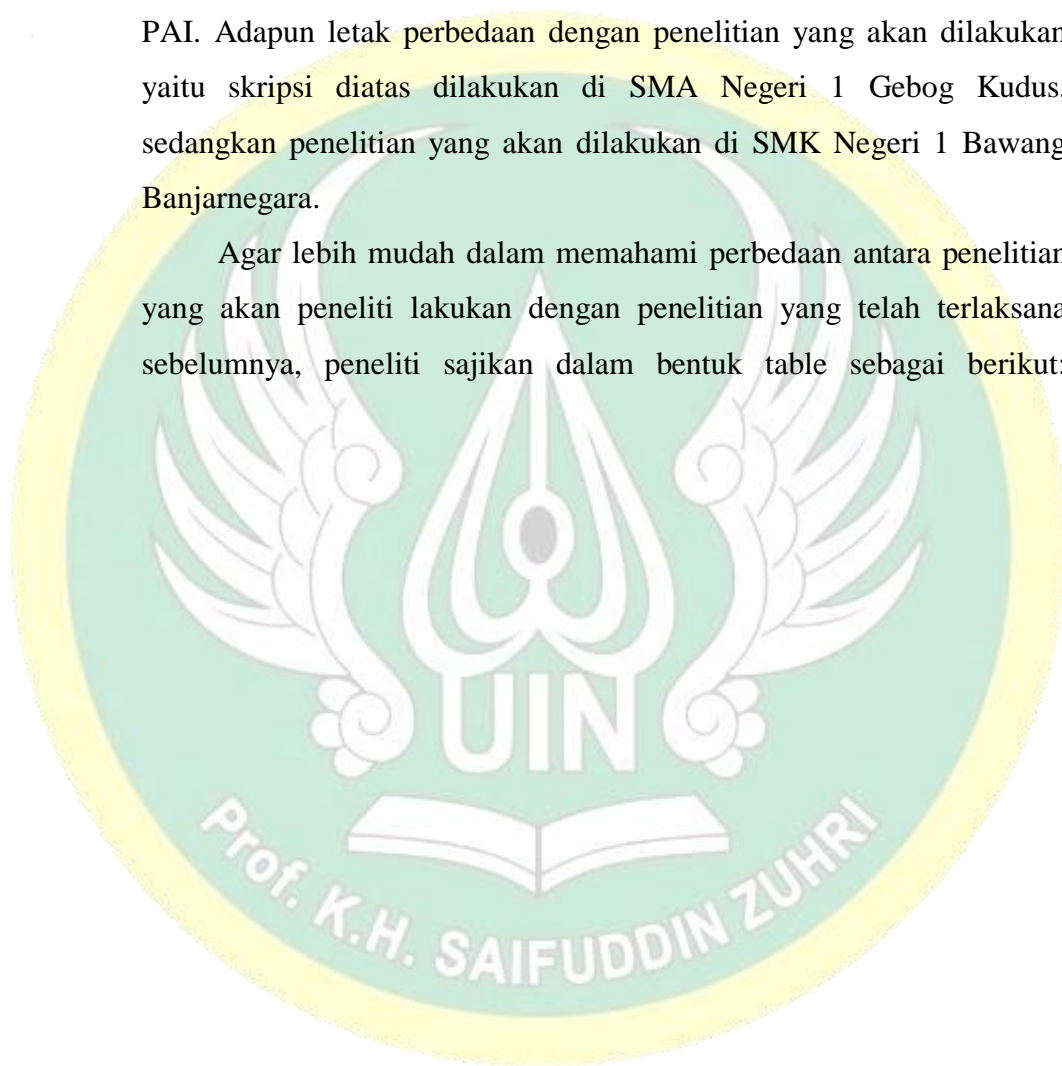 PAI. Adapun letak perbedaan dengan penelitian yang akan dilakukan
yaitu skripsi diatas dilakukan di SMA Negeri 1 Gebog Kudus,
sedangkan penelitian yang akan dilakukan di SMK Negeri 1 Bawang
Banjarnegara.
Agar lebih mudah dalam memahami perbedaan antara penelitian
yang akan peneliti lakukan dengan penelitian yang telah terlaksana
sebelumnya, peneliti sajikan dalam bentuk table sebagai berikut:
UIN
Prof. K.H. SAIFUDDIN ZUHRI